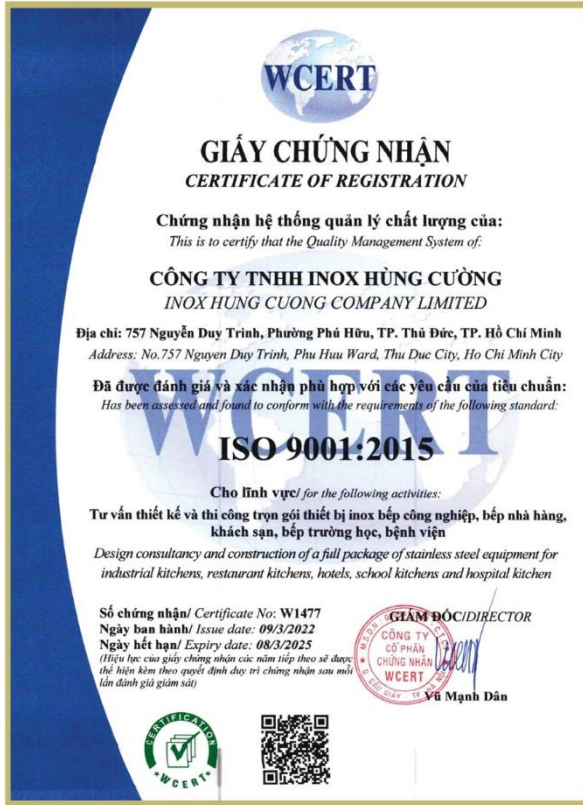 WCERT
GIẤY CHỨNG NHẬN
CERTIFICATE OF REGISTRATION
Chứng nhận hệ thống quản lý chất lượng của:
This is to certify that the Quality Management System of:
CÔNG TY TNHH INOX HÙNG CƯỜNG
INOX HUNG CUONG COMPANY LIMITED
Địa chỉ: 757 Nguyễn Duy Trinh, Phường Phú Hữu, TP. Thủ Đức, TP. Hồ Chí Minh
Address: No.757 Nguyen Duy Trinh, Phu Huu Ward, Thu Duc City, Ho Chi Minh City
Đã được đánh giá và xác nhận phù hợp với các yêu cầu của tiêu chuẩn:
Has been assessed and found to conform with the requirements of the following standard:
WCERT
ISO 9001:2015
Cho lĩnh vực/ for the following activities:
Tư vấn thiết kế và thi công trọn gói thiết bị inox bếp công nghiệp, bếp nhà hàng,
khách sạn, bếp trường học, bệnh viện
Design consultancy and construction of a full package of stainless steel equipment for
industrial kitchens, restaurant kitchens, hotels, school kitchens and hospital kitchen
Số chứng nhận/ Certificate No: W1477
Ngày ban hành/ Issue date: 09/3/2022
Ngày hết hạn/ Expiry date: 08/3/2025
(Hiệu lực của giấy chứng nhận các năm tiếp theo sẽ được
thể hiện kèm theo quyết định duy trì chứng nhận sau mỗi
lần đánh giá giám sát)
GIÁM ĐỐC/DIRECTOR
CÔNG TY
CỔ PHẦN
CHỨNG NHẬN
WCERT
Vũ Mạnh Dân
CERTIFICATION
WCERT